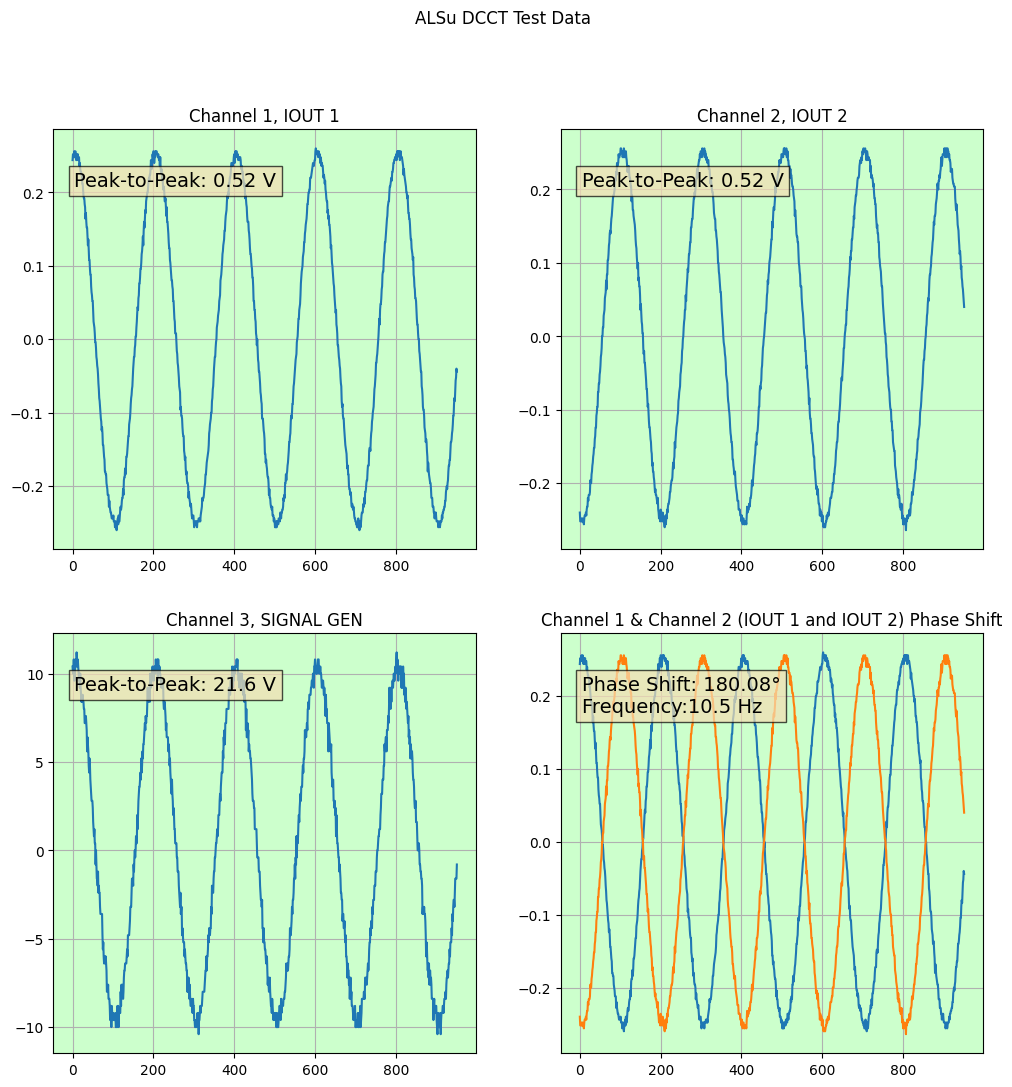 ALSu DCCT Test Data
Channel 1, IOUT 1
Peak-to-Peak: 0.52 V
0.2
0.1
0.0
−0.1
−0.2
0 200 400 600 800
Channel 2, IOUT 2
Peak-to-Peak: 0.52 V
0.2
0.1
0.0
−0.1
−0.2
0 200 400 600 800
Channel 3, SIGNAL GEN
Peak-to-Peak: 21.6 V
10
5
0
−5
−10
0 200 400 600 800
Channel 1 & Channel 2 (IOUT 1 and IOUT 2) Phase Shift
Phase Shift: 180.08°
Frequency:10.5 Hz
0.2
0.1
0.0
−0.1
−0.2
0 200 400 600 800